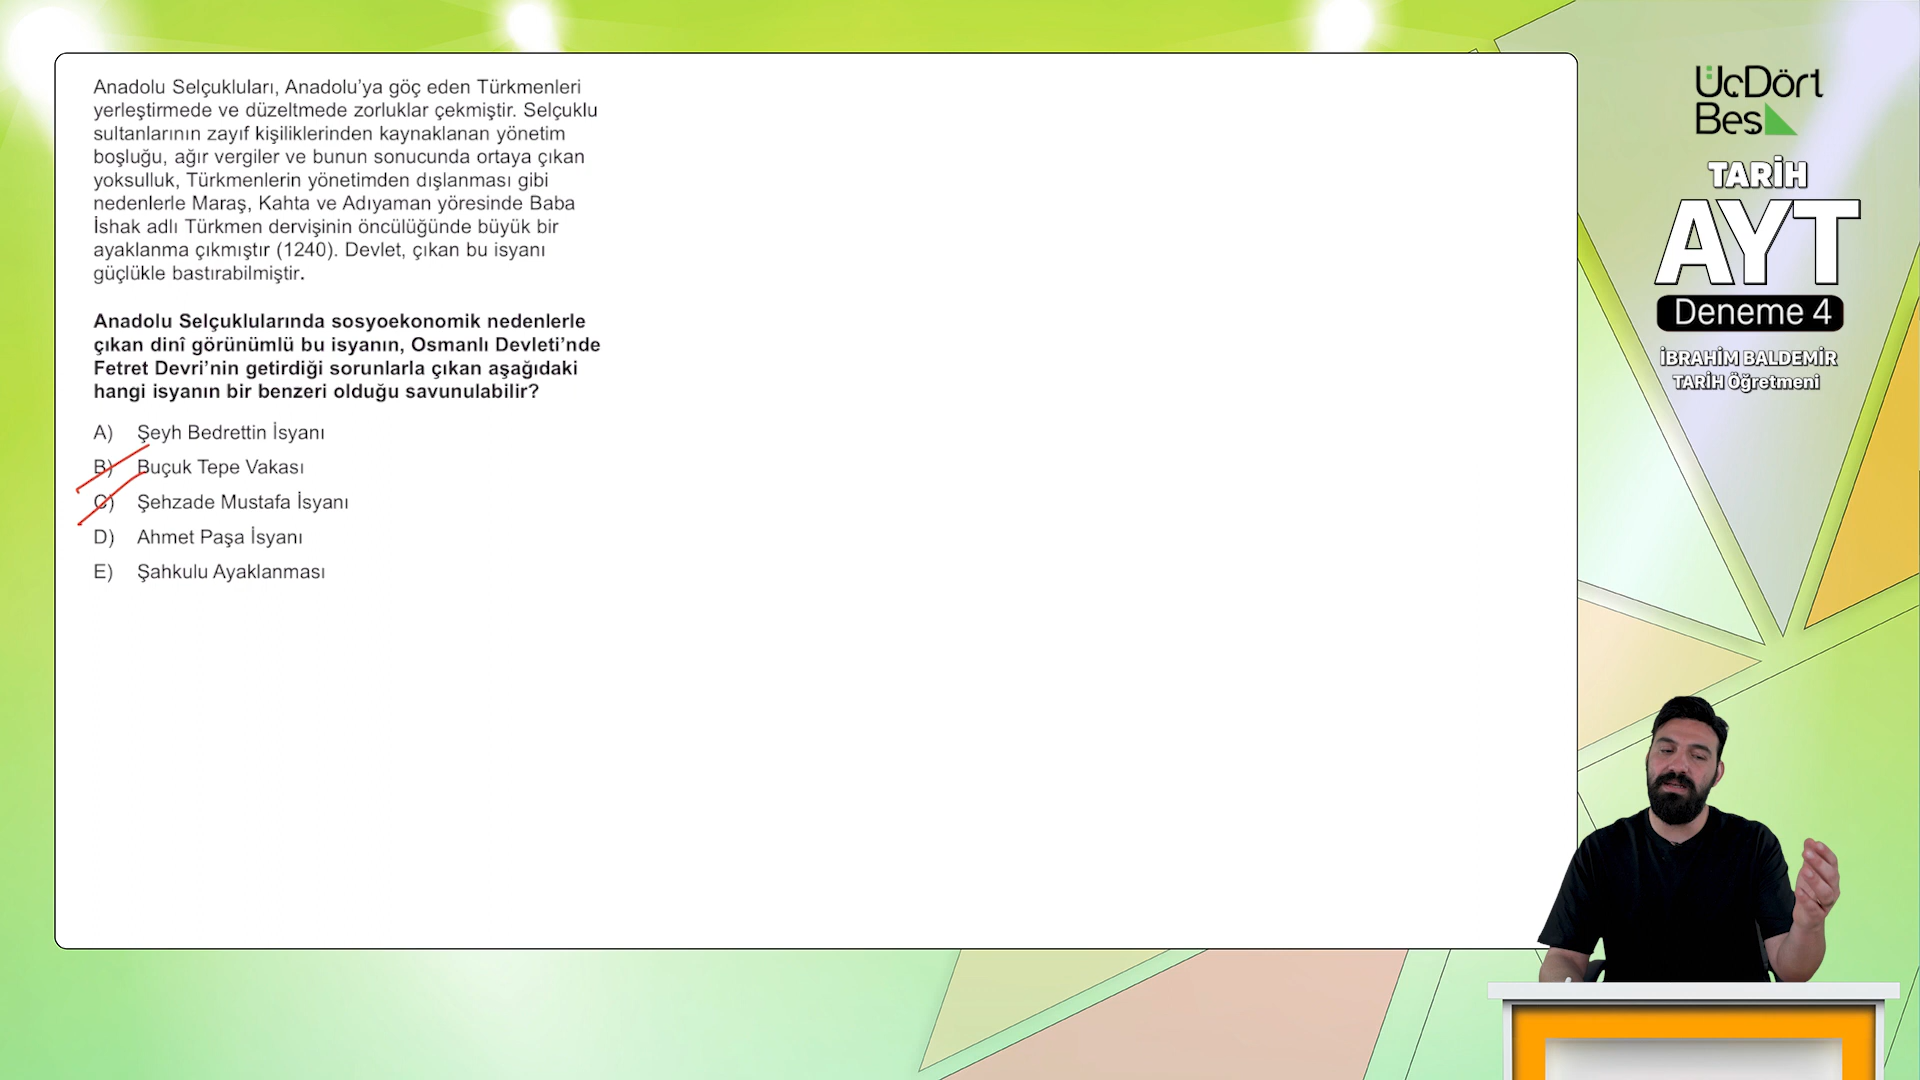 Anadolu Selçukluları, Anadolu’ya göç eden Türkmenleri
yerleştirmede ve düzeltmede zorluklar çekmiştir. Selçuklu
sultanlarının zayıf kişiliklerinden kaynaklanan yönetim
boşluğu, ağır vergiler ve bunun sonucunda ortaya çıkan
yoksulluk, Türkmenlerin yönetimden dışlanması gibi
nedenlerle Maraş, Kahta ve Adıyaman yöresinde Baba
İshak adlı Türkmen dervişinin öncülüğünde büyük bir
ayaklanma çıkmıştır (1240). Devlet, çıkan bu isyanı
güçlükle bastırabilmiştir.
Anadolu Selçuklularında sosyoekonomik nedenlerle
çıkan dinî görünümlü bu isyanın, Osmanlı Devleti’nde
Fetret Devri’nin getirdiği sorunlarla çıkan aşağıdaki
hangi isyanın bir benzeri olduğu savunulabilir?
A) Şeyh Bedrettin İsyanı
B) Buçuk Tepe Vakası
C) Şehzade Mustafa İsyanı
D) Ahmet Paşa İsyanı
E) Şahkulu Ayaklanması
ÜçDört
Beş
TARİH
AYT
Deneme 4
İBRAHİM BALDEMİR
TARİH Öğretmeni